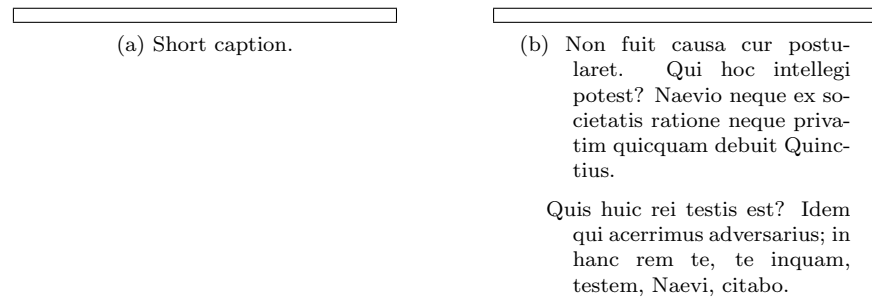 (a) Short caption.
(b) Non fuit causa cur postu-
laret. Qui hoc intellegi
potest? Naevio neque ex so-
cietatis ratione neque priva-
tim quicquam debuit Quinc-
tius.
Quis huic rei testis est? Idem
qui acerrimus adversarius; in
hanc rem te, te inquam,
testem, Naevi, citabo.